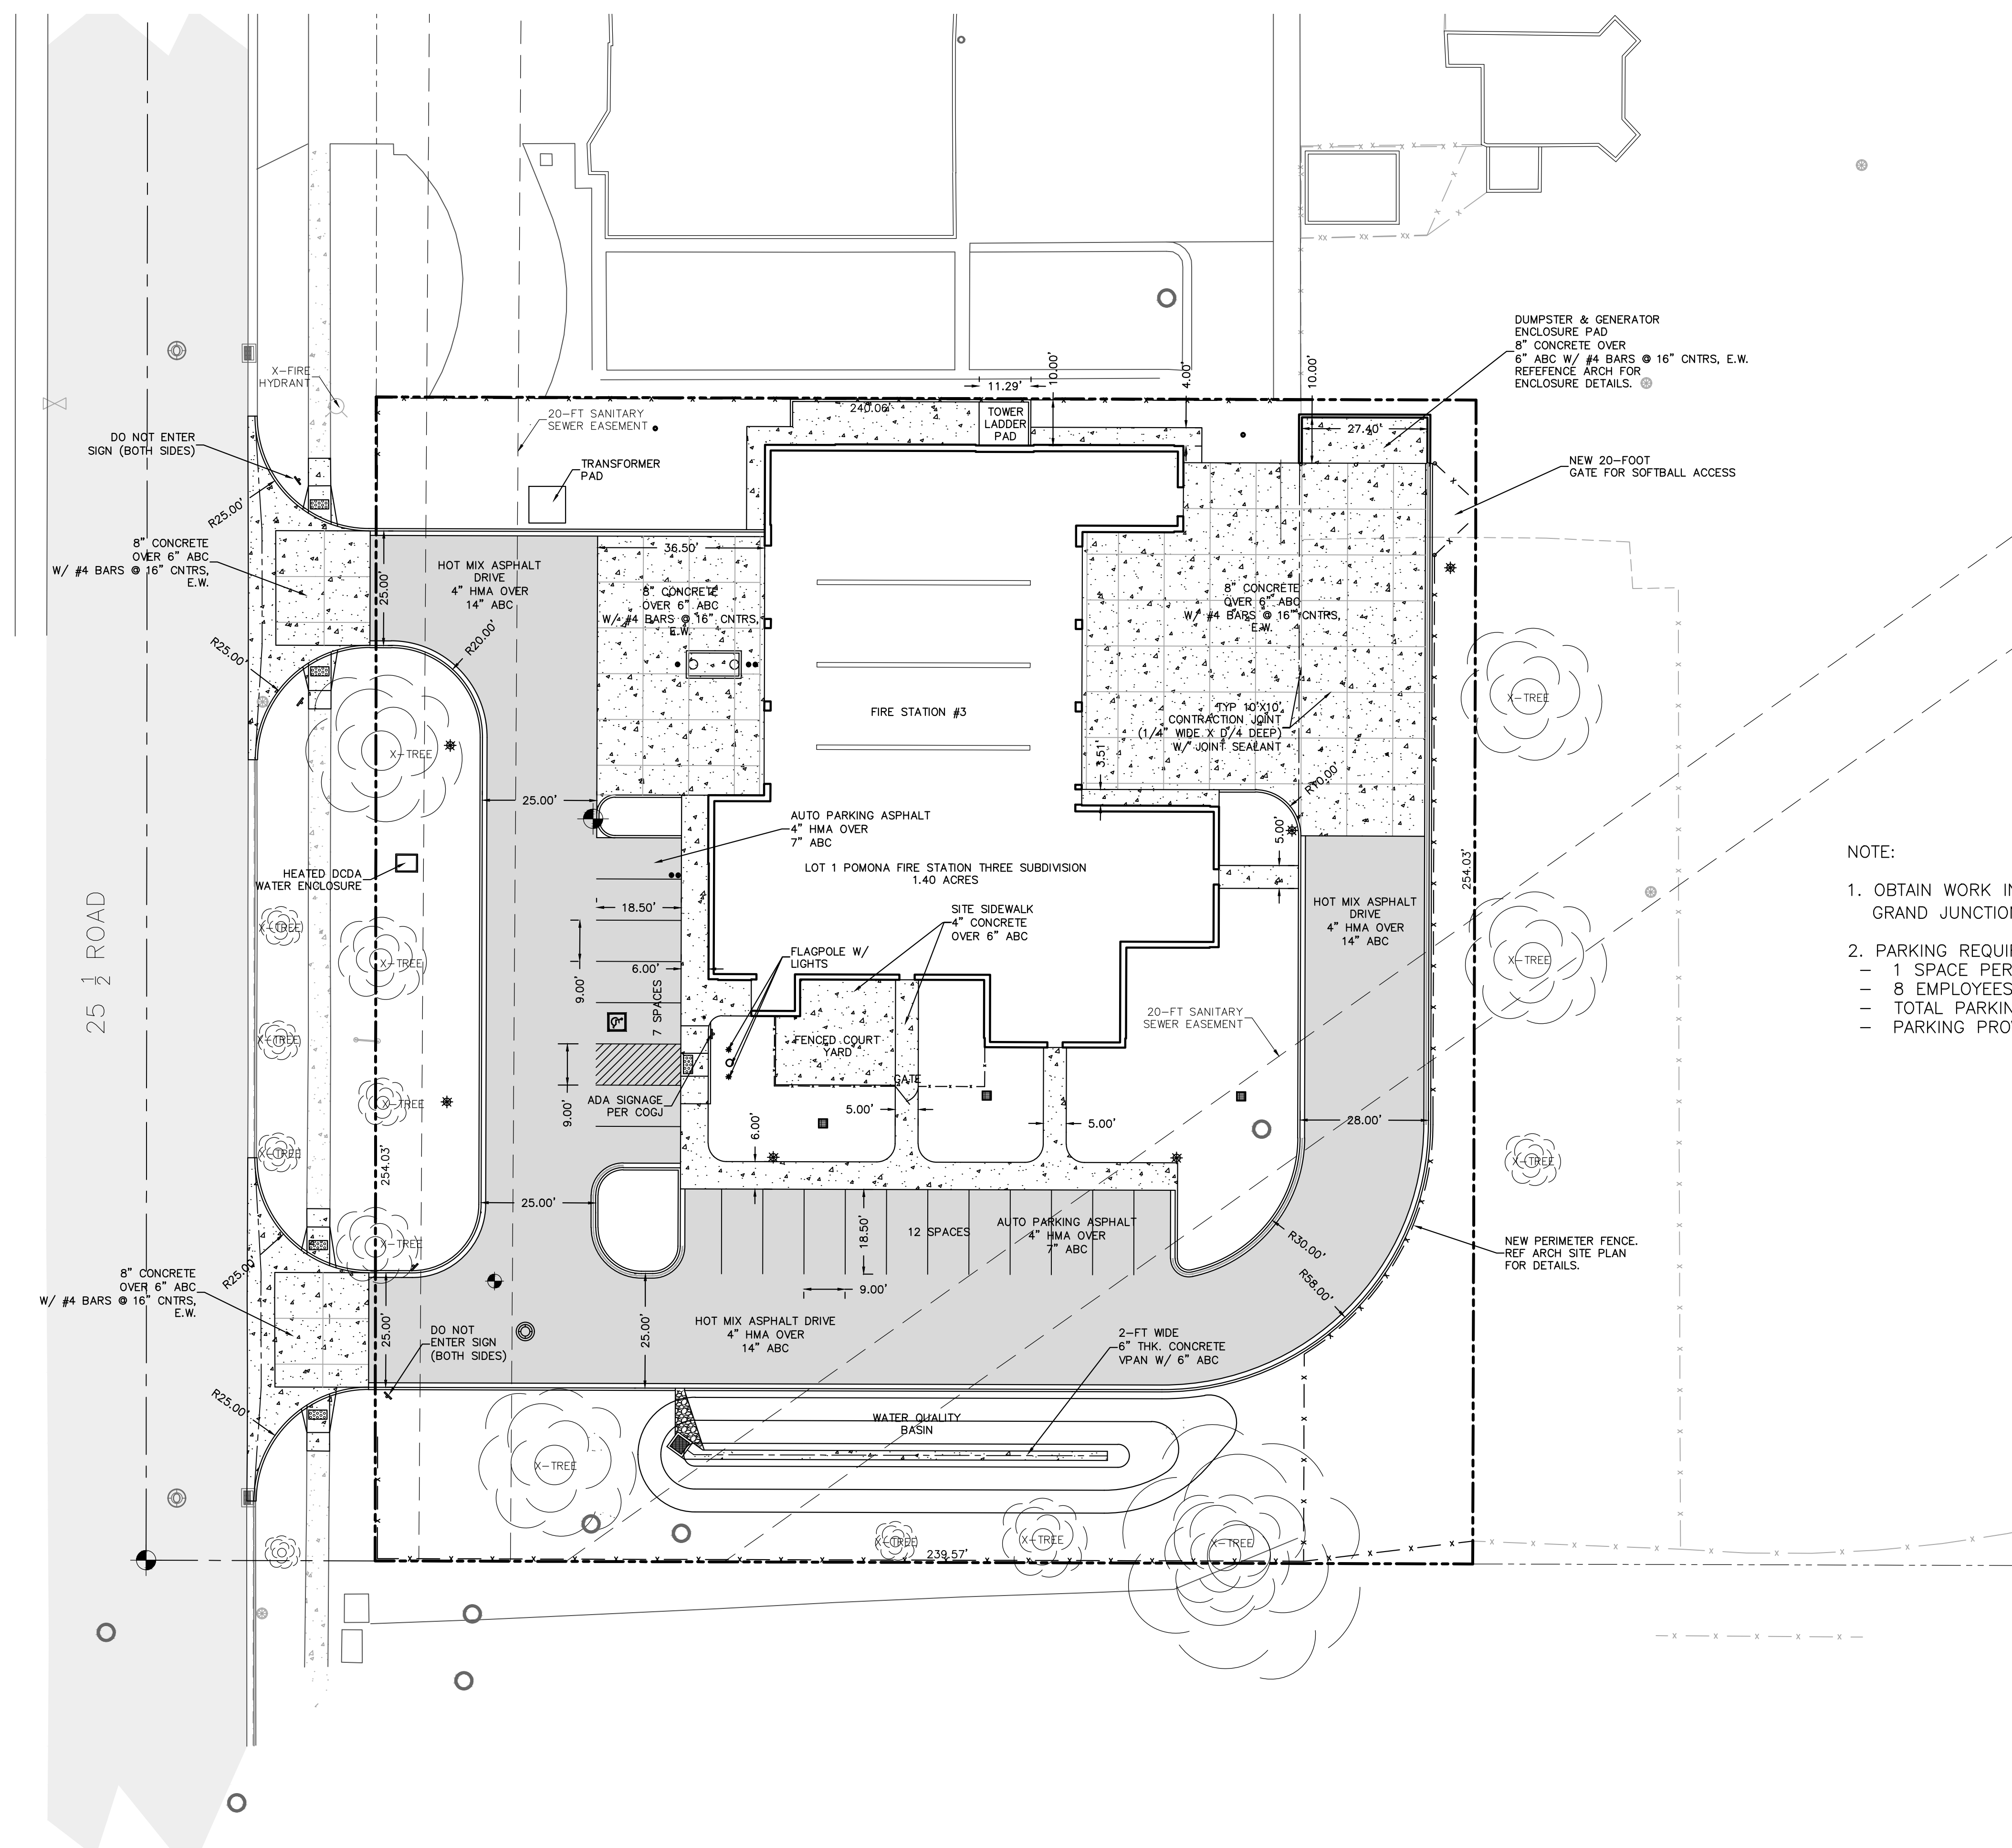 DUMPSTER & GENERATOR
ENCLOSURE PAD
8" CONCRETE OVER
6" ABC W/ #4 BARS @ 16" CNTRS, E.W.
REFEFENCE ARCH FOR
ENCLOSURE DETAILS.
X-FIRE
HYDRANT
10.00'
4.00'
10.00'
11.29'
20-FT SANITARY
SEWER EASEMENT
240.06'
TOWER
LADDER
PAD
27.40'
DO NOT ENTER
SIGN (BOTH SIDES)
TRANSFORMER
PAD
NEW 20-FOOT
GATE FOR SOFTBALL ACCESS
R25.00'
8" CONCRETE
OVER 6" ABC
W/ #4 BARS @ 16" CNTRS,
E.W.
25.00'
HOT MIX ASPHALT
DRIVE
4" HMA OVER
14" ABC
36.50'
8" CONCRETE
OVER 6" ABC
W/ #4 BARS @ 16" CNTRS,
E.W.
8" CONCRETE
OVER 6" ABC
W/ #4 BARS @ 16" CNTRS,
E.W.
R25.00'
R20.00'
X-TREE
FIRE STATION #3
TYP 10'X10'
CONTRACTION JOINT
(1/4" WIDE X D/4 DEEP)
W/ JOINT SEALANT
X-TREE
3.51'
R10.00'
25.00'
AUTO PARKING ASPHALT
4" HMA OVER
7" ABC
5.00'
254.03'
HEATED DCDA
WATER ENCLOSURE
LOT 1 POMONA FIRE STATION THREE SUBDIVISION
1.40 ACRES
NOTE:
1. OBTAIN WORK IN
GRAND JUNCTION
2. PARKING REQUIR
- 1 SPACE PER
- 8 EMPLOYEES
- TOTAL PARKIN
- PARKING PRO
25 1/2 ROAD
X-TREE
X-TREE
18.50'
9.00'
6.00'
7 SPACES
SITE SIDEWALK
4" CONCRETE
OVER 6" ABC
FLAGPOLE W/
LIGHTS
HOT MIX ASPHALT
DRIVE
4" HMA OVER
14" ABC
X-TREE
20-FT SANITARY
SEWER EASEMENT
X-TREE
FENCED COURT
YARD
GATE
X-TREE
9.00'
ADA SIGNAGE
PER COGJ
5.00'
6.00'
5.00'
28.00'
X-TREE
254.03'
X-TREE
25.00'
X-TREE
18.50'
12 SPACES
AUTO PARKING ASPHALT
4" HMA OVER
7" ABC
R30.00'
NEW PERIMETER FENCE.
REF ARCH SITE PLAN
FOR DETAILS.
R25.00'
8" CONCRETE
OVER 6" ABC
W/ #4 BARS @ 16" CNTRS,
E.W.
25.00'
9.00'
R58.00'
DO NOT
ENTER SIGN
(BOTH SIDES)
25.00'
HOT MIX ASPHALT DRIVE
4" HMA OVER
14" ABC
2-FT WIDE
6" THK. CONCRETE
VPAN W/ 6" ABC
R25.00'
WATER QUALITY
BASIN
X-TREE
X-TREE
X-TREE
X-TREE
239.57'